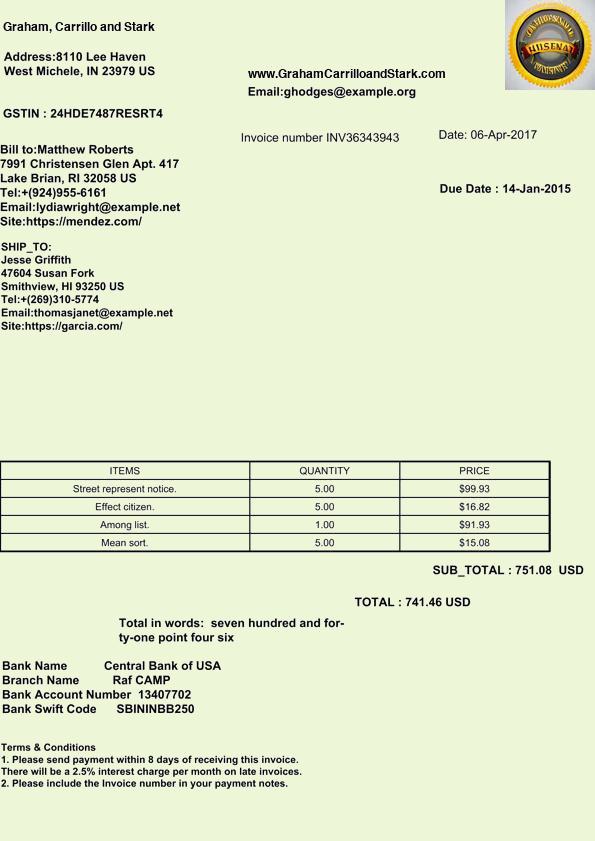 Graham, Carrillo and Stark
Address:8110 Lee Haven
West Michele, IN 23979 US
www.GrahamCarrilloandStark.com
Email:ghodges@example.org
HUSENAT
GSTIN : 24HDE7487RESRT4
Invoice number INV36343943
Date: 06-Apr-2017
Bill to:Matthew Roberts
7991 Christensen Glen Apt. 417
Lake Brian, RI 32058 US
Tel:+(924)955-6161
Email:lydiawright@example.net
Site:https://mendez.com/
Due Date : 14-Jan-2015
SHIP_TO:
Jesse Griffith
47604 Susan Fork
Smithview, HI 93250 US
Tel:+(269)310-5774
Email:thomasjanet@example.net
Site:https://garcia.com/
ITEMS QUANTITY PRICE
Street represent notice. 5.00 $99.93
Effect citizen. 5.00 $16.82
Among list. 1.00 $91.93
Mean sort. 5.00 $15.08
SUB_TOTAL : 751.08 USD
TOTAL : 741.46 USD
Total in words: seven hundred and for-
ty-one point four six
Bank Name Central Bank of USA
Branch Name Raf CAMP
Bank Account Number 13407702
Bank Swift Code SBININBB250
Terms & Conditions
1. Please send payment within 8 days of receiving this invoice.
There will be a 2.5% interest charge per month on late invoices.
2. Please include the Invoice number in your payment notes.